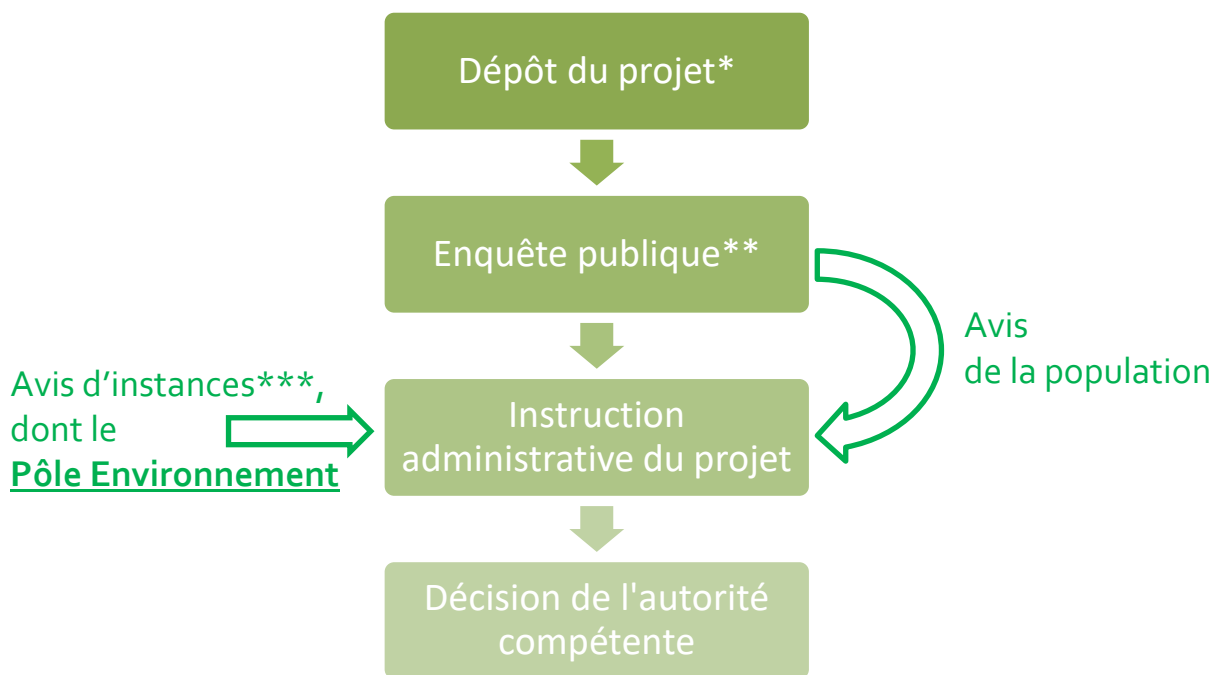 Dépôt du projet*
Enquête publique**
Avis
de la population
Avis d’instances***,
dont le
Pôle Environnement
Instruction
administrative du projet
Décision de l'autorité
compétente